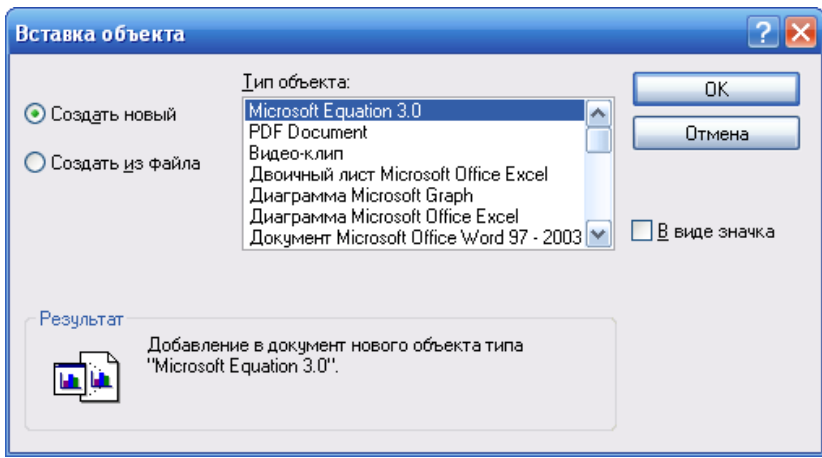 Вставка объекта
Тип объекта:
Создать новый
Создать из файла
Microsoft Equation 3.0
PDF Document
Видео-клип
Двоичный лист Microsoft Office Excel
Диаграмма Microsoft Graph
Диаграмма Microsoft Office Excel
Документ Microsoft Office Word 97 - 2003
OK
Отмена
В виде значка
Результат
Добавление в документ нового объекта типа
"Microsoft Equation 3.0".